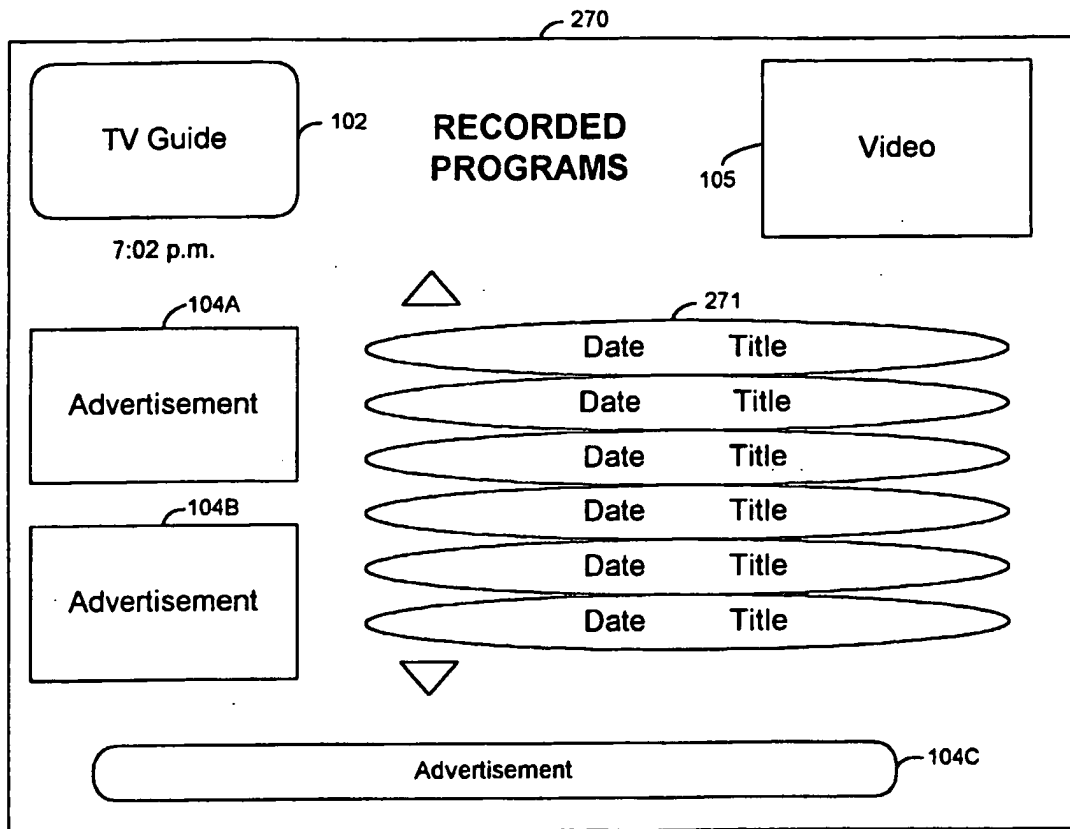 270
TV Guide
102
RECORDED
PROGRAMS
105
Video
7:02 p.m.
104A
Advertisement
271
Date Title
Date Title
Date Title
Date Title
Date Title
Date Title
104B
Advertisement
Advertisement
104C